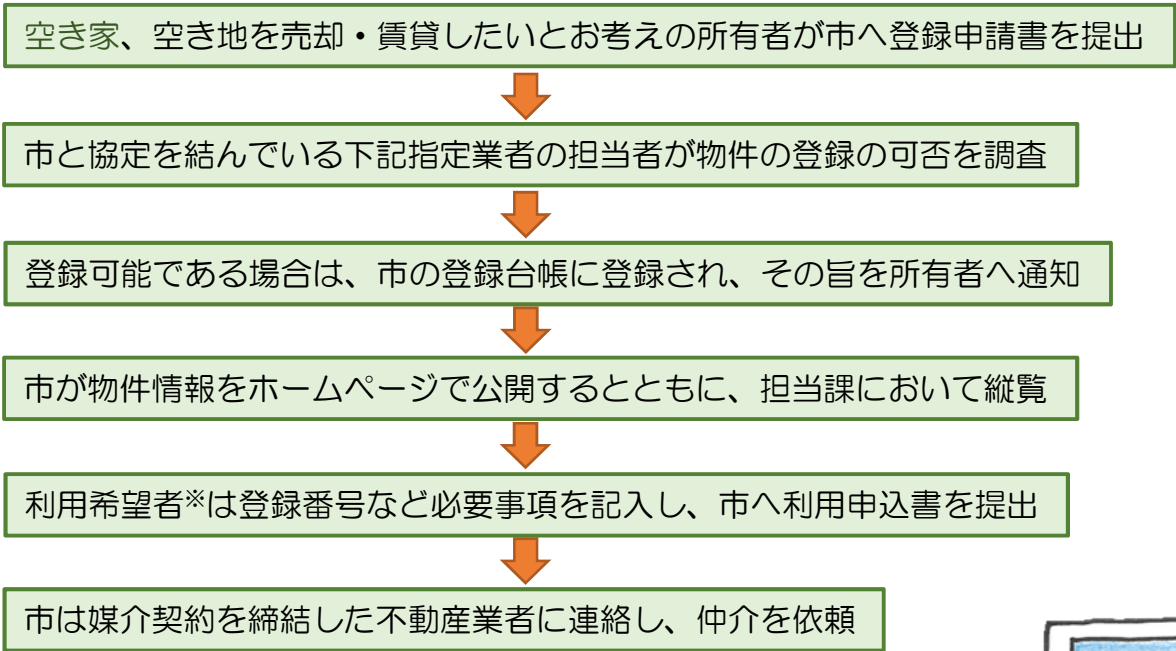 空き家、空き地を売却・賃貸したいとお考えの所有者が市へ登録申請書を提出
市と協定を結んでいる下記指定業者の担当者が物件の登録の可否を調査
登録可能である場合は、市の登録台帳に登録され、その旨を所有者へ通知
市が物件情報をホームページで公開するとともに、担当課において縦覧
利用希望者※は登録番号など必要事項を記入し、市へ利用申込書を提出
市は媒介契約を締結した不動産業者に連絡し、仲介を依頼